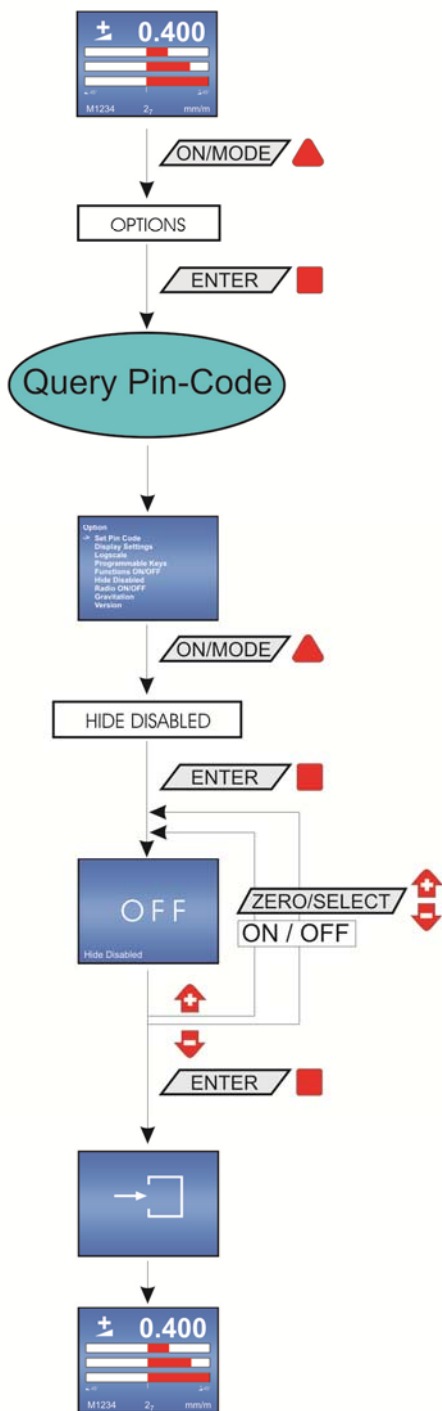 0.400
M1234 2₇ mm/m
ON/MODE
OPTIONS
ENTER
Query Pin-Code
Option
-> Set Pin Code
Display Settings
Logscale
Programmable Keys
Functions ON/OFF
Hide Disabled
Radio ON/OFF
Gravitation
Version
ON/MODE
HIDE DISABLED
ENTER
OFF
Hide Disabled
ZERO/SELECT
ON / OFF
ENTER
0.400
M1234 2₇ mm/m